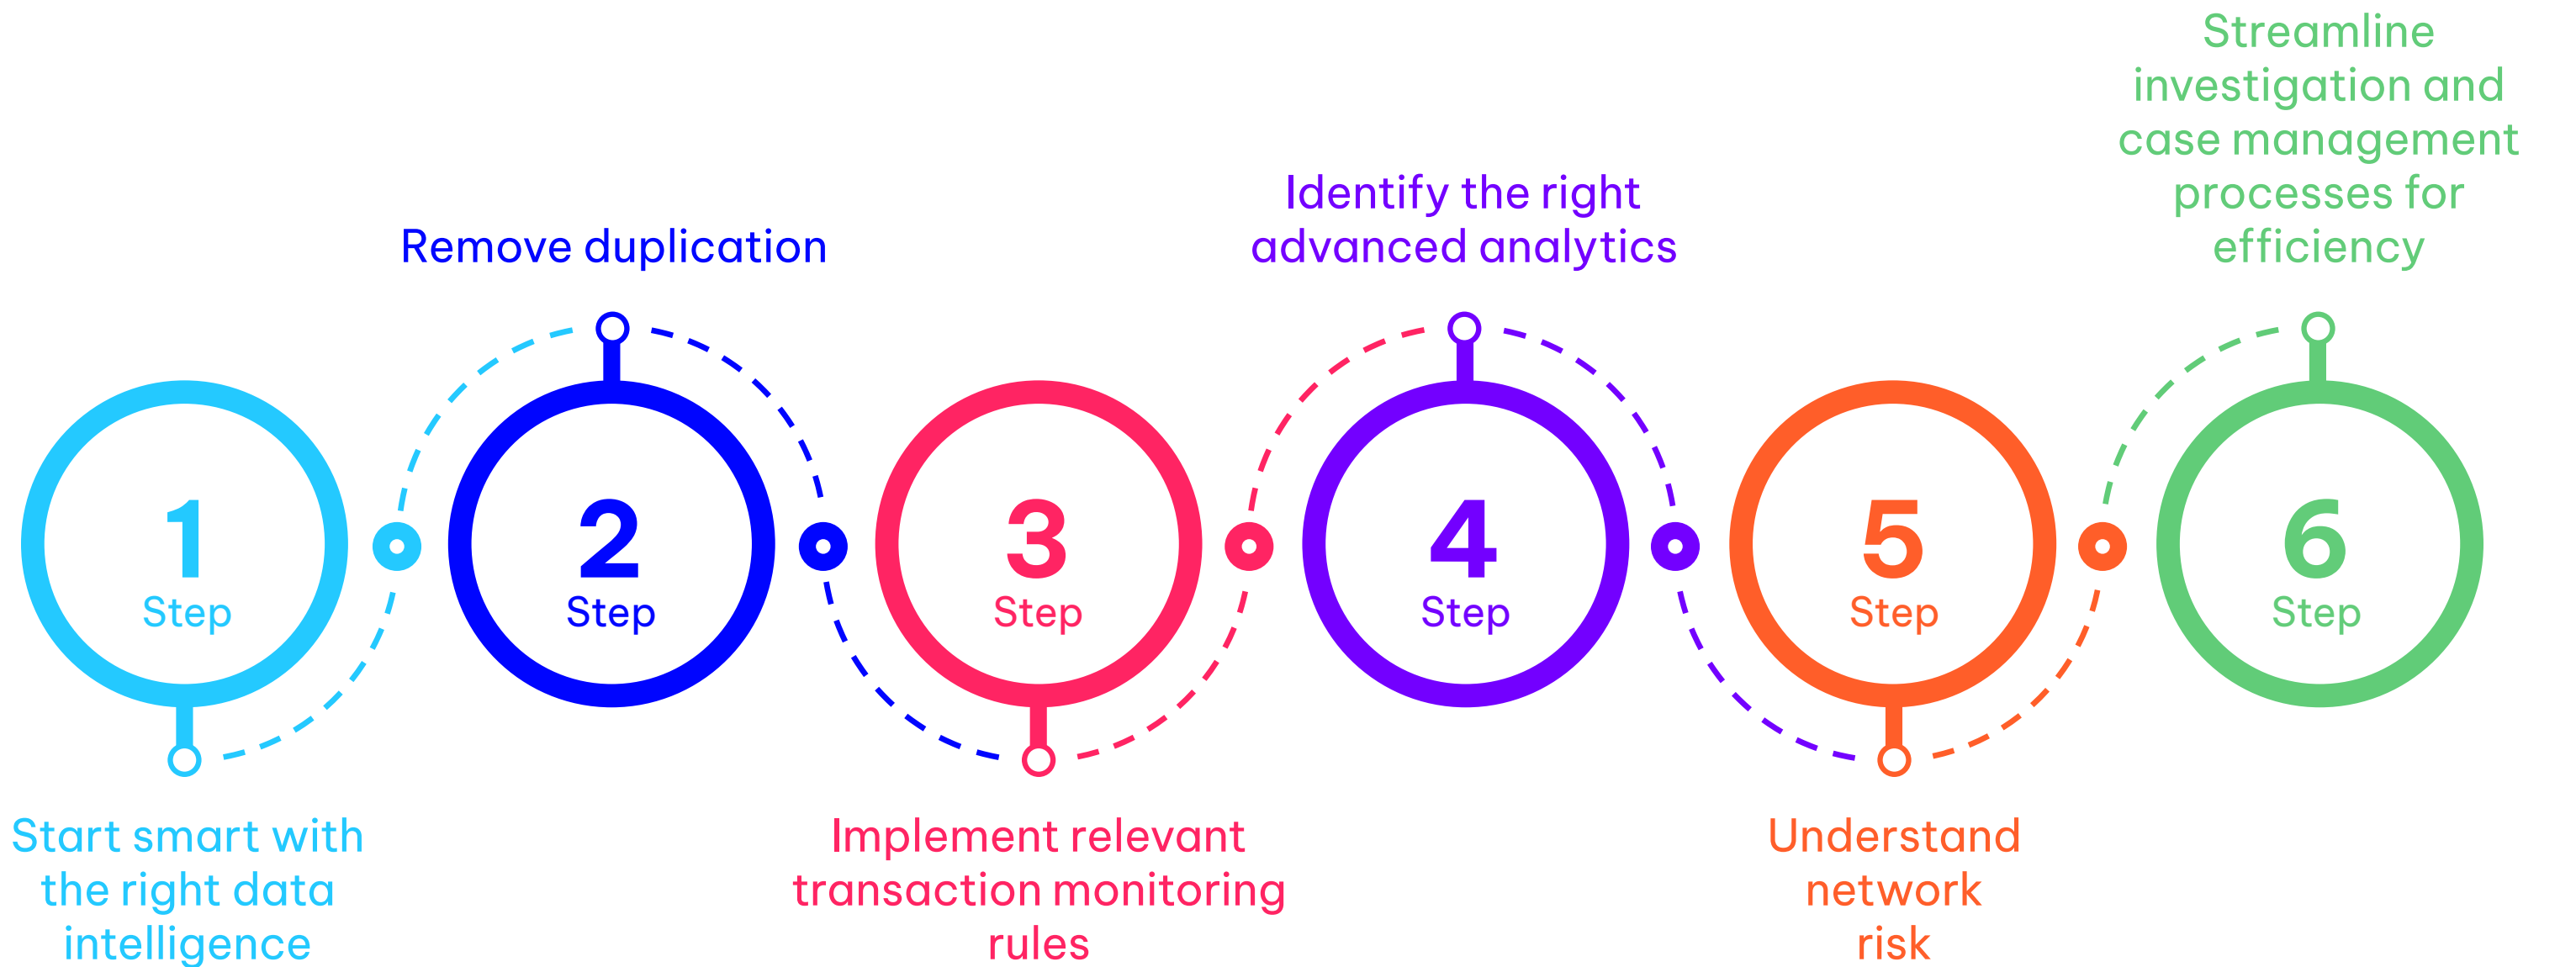 1
Step
Start smart with
the right data
intelligence
Remove duplication
2
Step
3
Step
Implement relevant
transaction monitoring
rules
Identify the right
advanced analytics
4
Step
5
Step
Understand
network
risk
Streamline
investigation and
case management
processes for
efficiency
6
Step